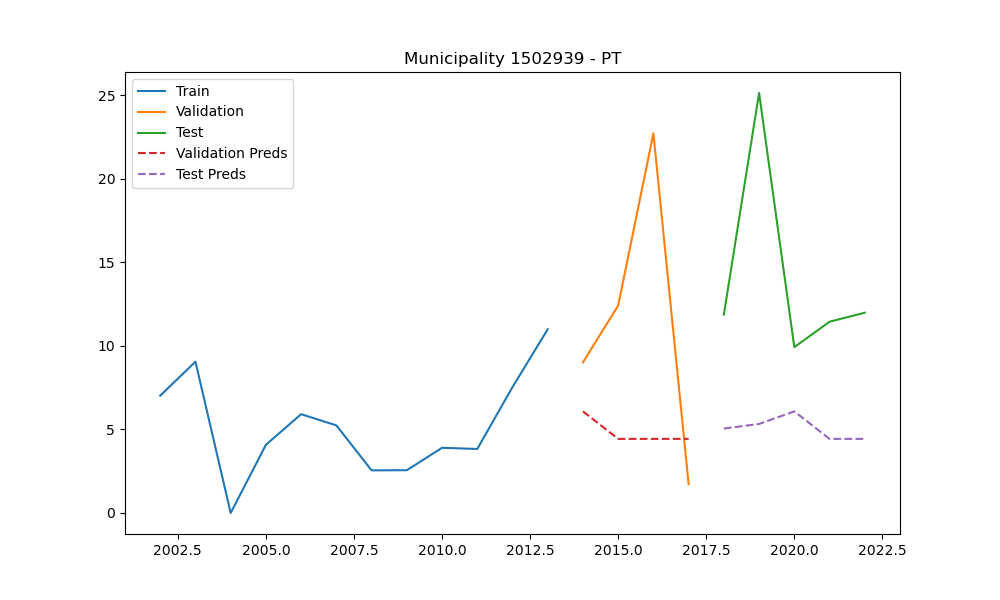 Municipality 1502939 - PT
Train
Validation
Test
Validation Preds
Test Preds
25
20
15
10
5
0
2002.5 2005.0 2007.5 2010.0 2012.5 2015.0 2017.5 2020.0 2022.5